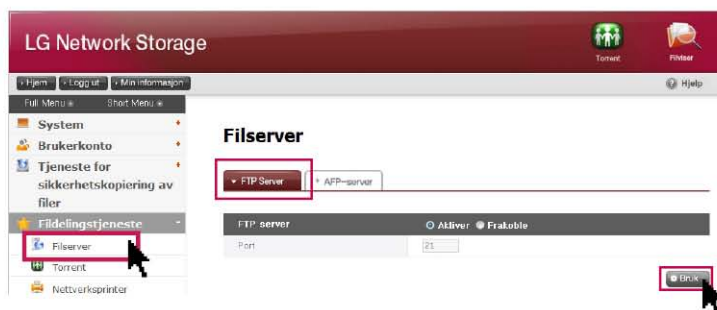 LG Network Storage
Torrent
Filviser
Hjem
Logg ut
Min informasjon
Hjelp
Full Menu
Short Menu
System
Brukerkonto
Tjeneste for
sikkerhetskopiering av
filer
Fildelingstjeneste
Filserver
Torrent
Nettverksprinter
Filserver
FTP Server
AFP-server
FTP server
Aktiver
Frakoble
Port
21
Bruk